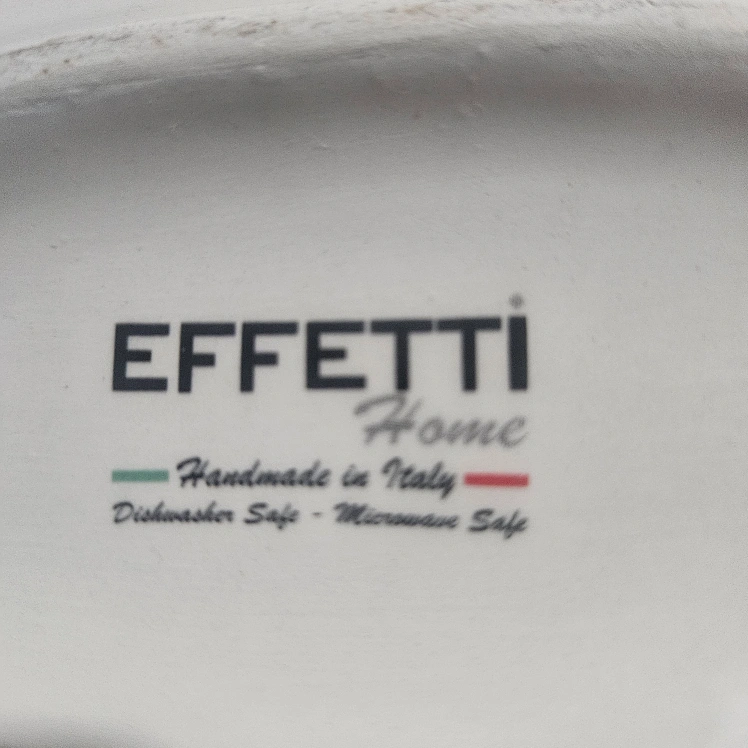 EFFETTI
Home
Handmade in Italy
Dishwasher Safe - Microwave Safe